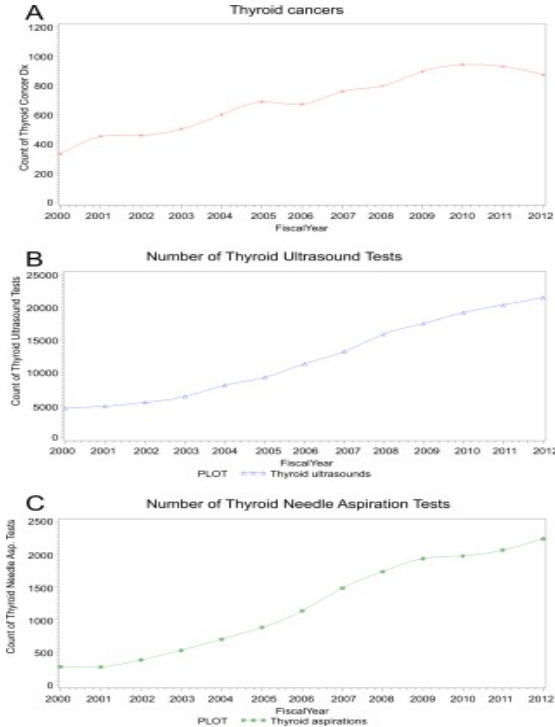 A
Thyroid cancers
Count of Thyroid Concer Dx
1200
1000
800
600
400
200
0
2000 2001 2002 2003 2004 2005 2006 2007 2008 2009 2010 2011 2012
FiscalYear
B
Number of Thyroid Ultrasound Tests
Count of Thyroid Ultrasound Tests
25000
20000
15000
10000
5000
0
2000 2001 2002 2003 2004 2005 2006 2007 2008 2009 2010 2011 2012
FiscalYear
PLOT Thyroid ultrasounds
C
Number of Thyroid Needle Aspiration Tests
Count of Thyroid Needle Asp. Tests
2500
2000
1500
1000
500
0
2000 2001 2002 2003 2004 2005 2006 2007 2008 2009 2010 2011 2012
FiscalYear
PLOT Thyroid aspirations